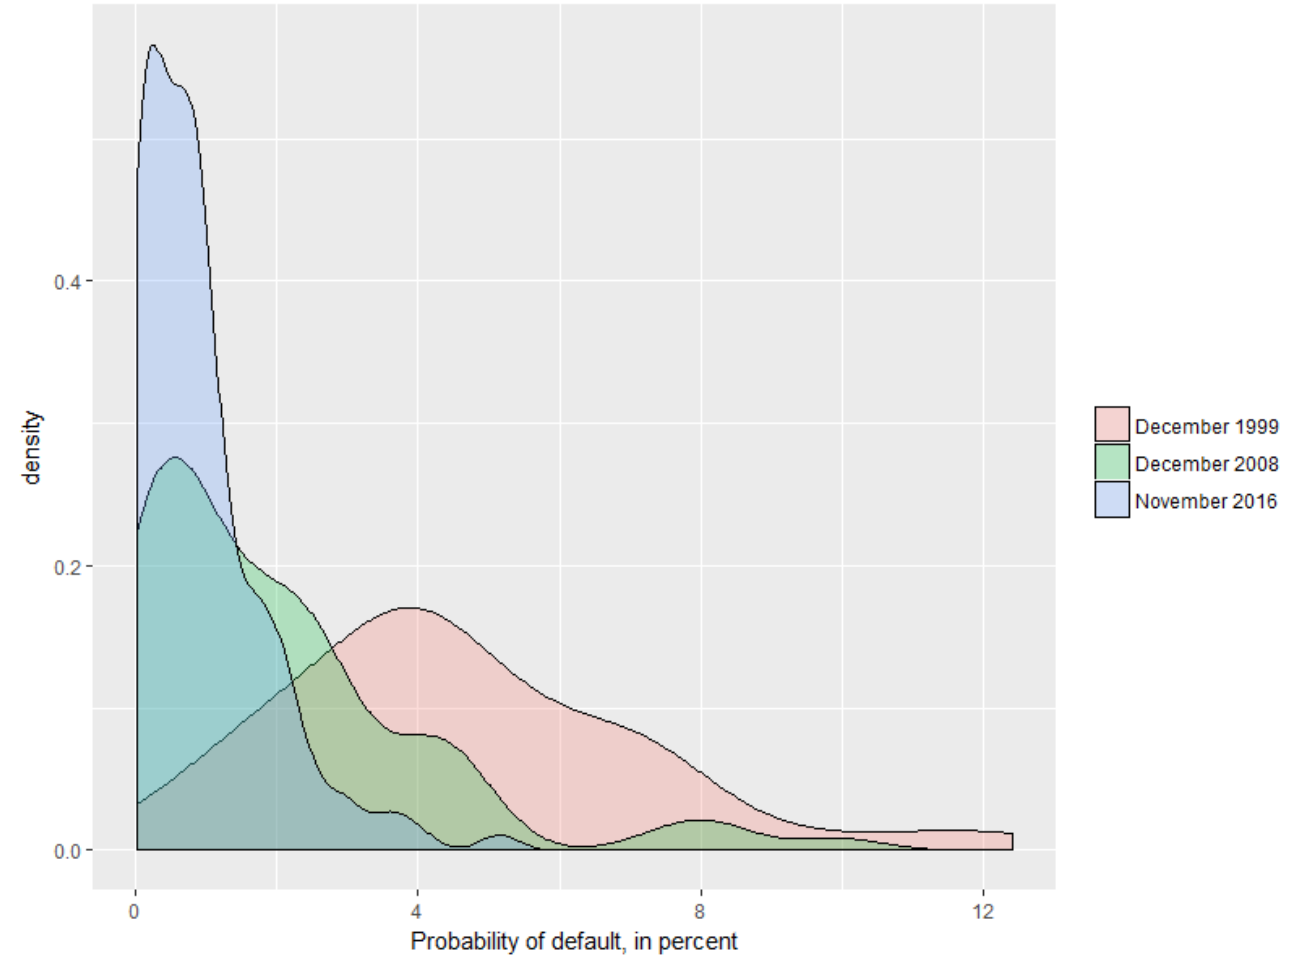 0.4
0.2
0.0
density
0 4 8 12
Probability of default, in percent
December 1999
December 2008
November 2016